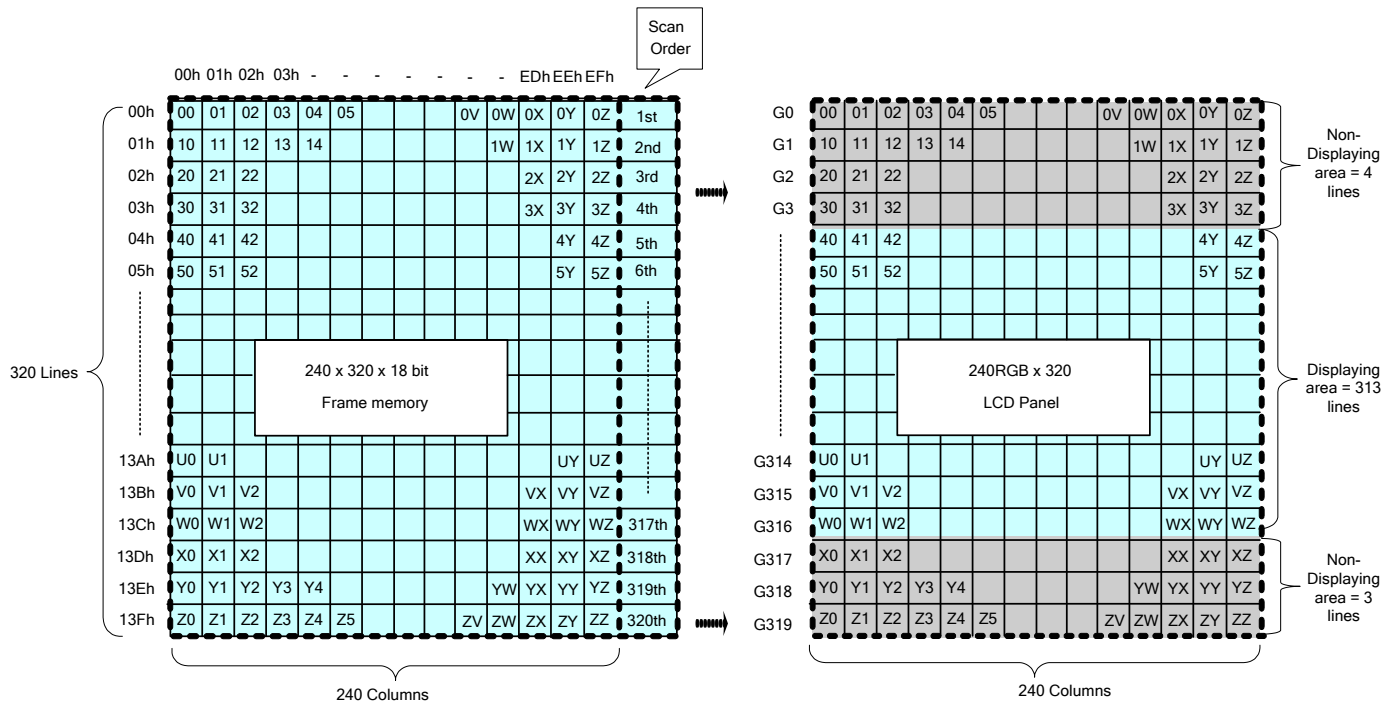 Scan
Order
00h 01h 02h 03h - - - - - - - EDh EEh EFh
00h 00 01 02 03 04 05 0V 0W 0X 0Y 0Z 1st
01h 10 11 12 13 14 1W 1X 1Y 1Z 2nd
02h 20 21 22 2X 2Y 2Z 3rd
03h 30 31 32 3X 3Y 3Z 4th
04h 40 41 42 4Y 4Z 5th
05h 50 51 52 5Y 5Z 6th
320 Lines
240 x 320 x 18 bit
Frame memory
13Ah U0 U1 UY UZ
13Bh V0 V1 V2 VX VY VZ
13Ch W0 W1 W2 WX WY WZ 317th
13Dh X0 X1 X2 XX XY XZ 318th
13Eh Y0 Y1 Y2 Y3 Y4 YW YX YY YZ 319th
13Fh Z0 Z1 Z2 Z3 Z4 Z5 ZV ZW ZX ZY ZZ 320th
240 Columns
G0 00 01 02 03 04 05 0V 0W 0X 0Y 0Z
G1 10 11 12 13 14 1W 1X 1Y 1Z
G2 20 21 22 2X 2Y 2Z
G3 30 31 32 3X 3Y 3Z
40 41 42 4Y 4Z
50 51 52 5Y 5Z
240RGB x 320
LCD Panel
G314 U0 U1 UY UZ
G315 V0 V1 V2 VX VY VZ
G316 W0 W1 W2 WX WY WZ
G317 X0 X1 X2 XX XY XZ
G318 Y0 Y1 Y2 Y3 Y4 YW YX YY YZ
G319 Z0 Z1 Z2 Z3 Z4 Z5 ZV ZW ZX ZY ZZ
240 Columns
Non-
Displaying
area = 4
lines
Displaying
area = 313
lines
Non-
Displaying
area = 3
lines